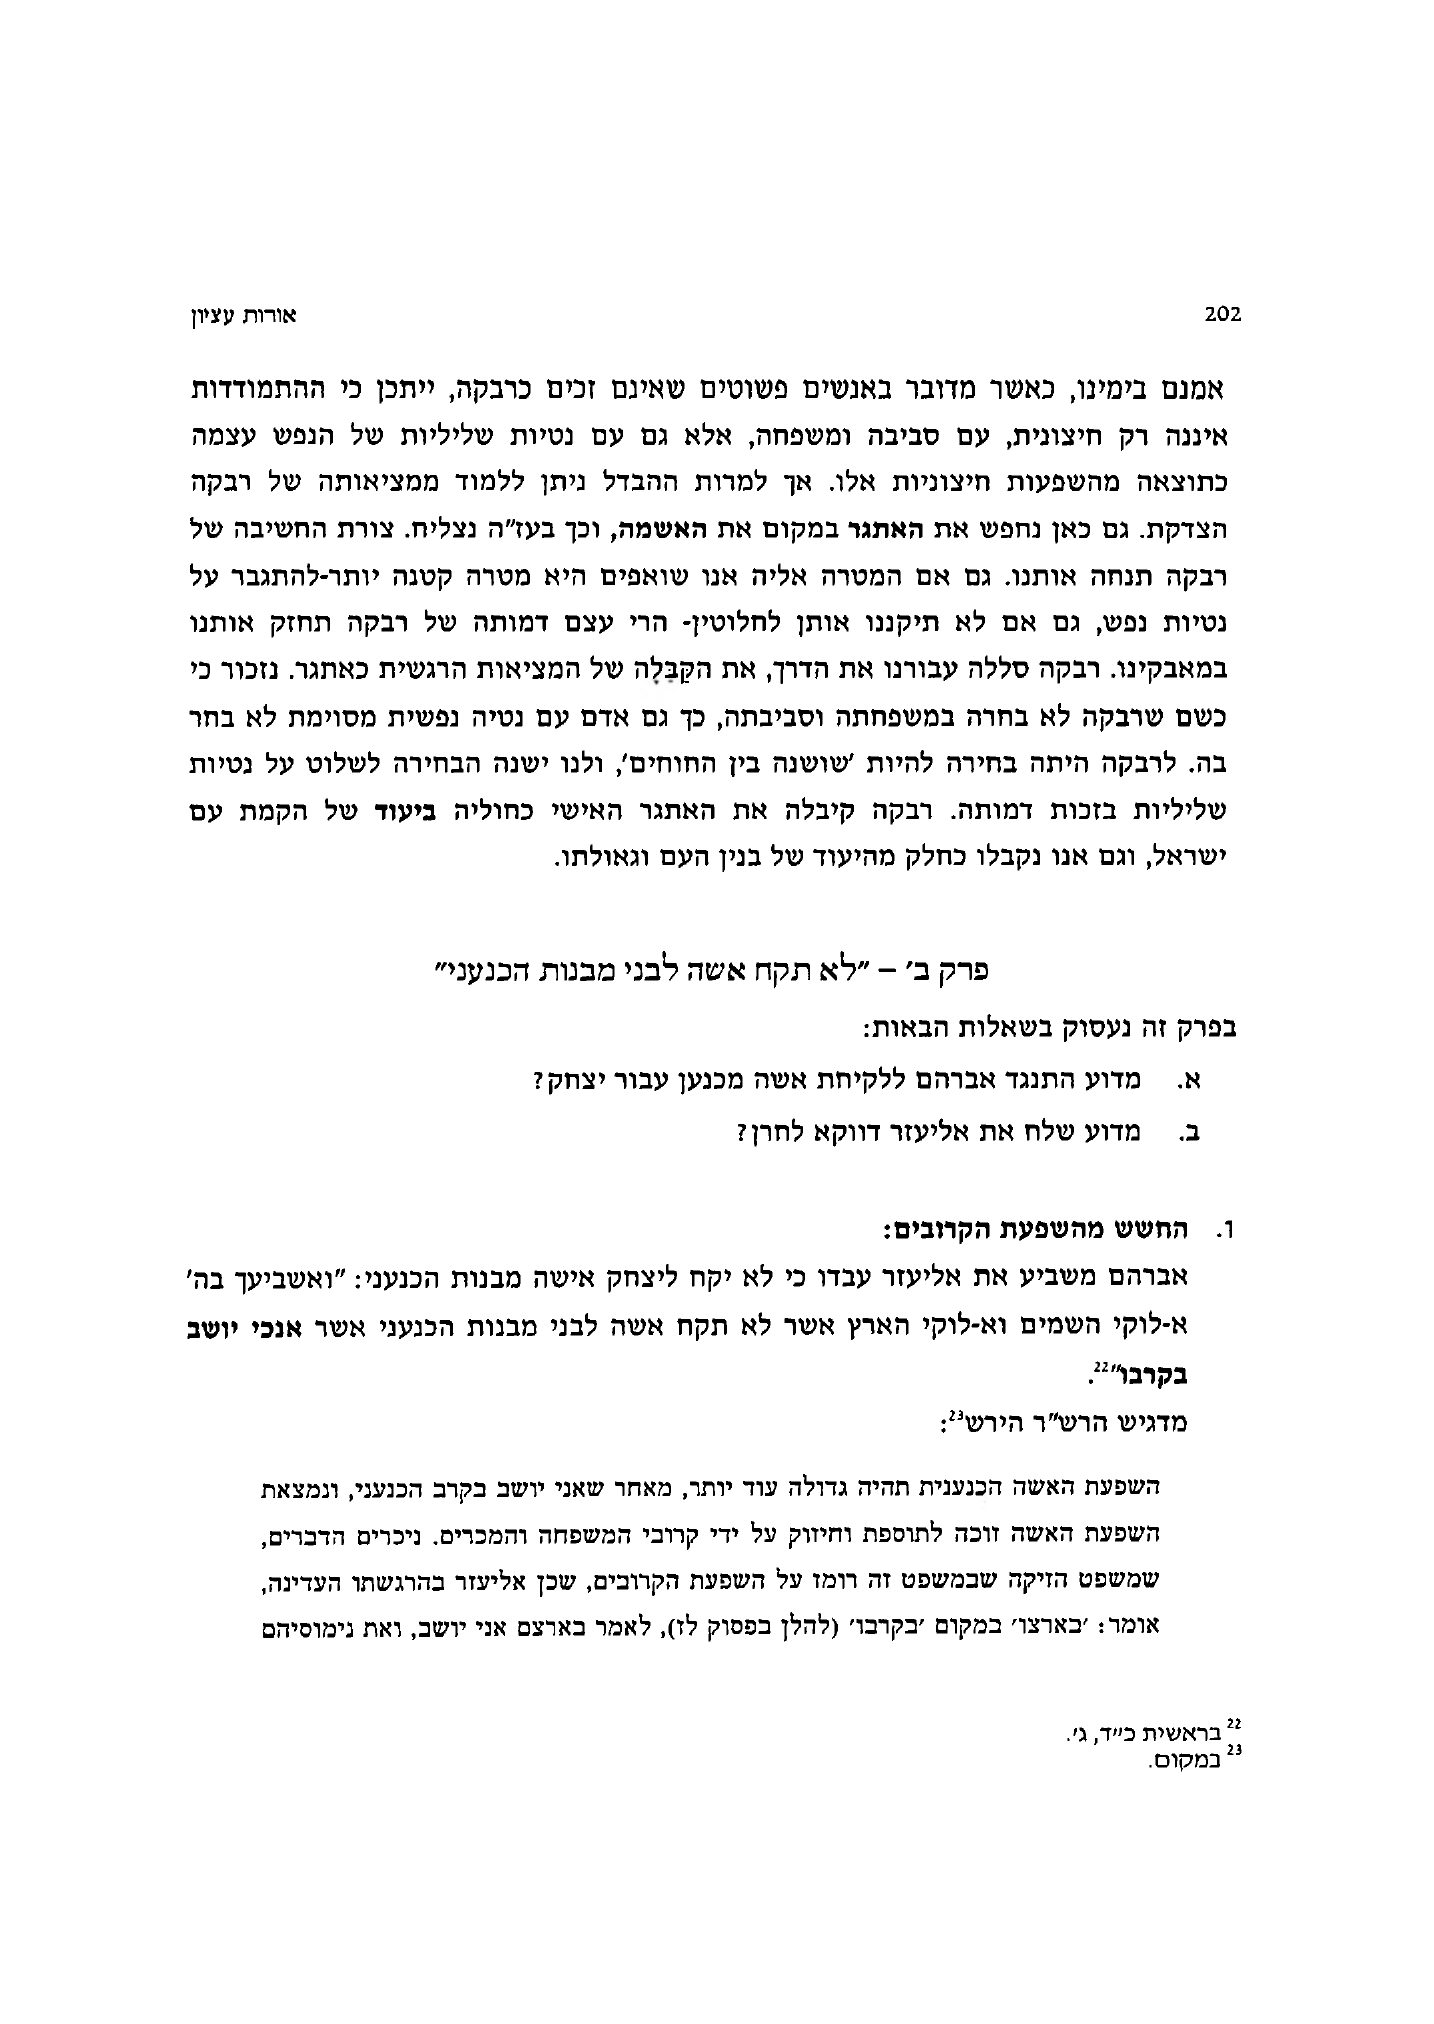 202
אורות עציון
אמנם בימינו, כאשר מדובר באנשים פשוטים שאינם זכים כרבקה, ייתכן כי ההתמודדות
איננה רק חיצונית, עם סביבה ומשפחה, אלא גם עם נטיות שליליות של הנפש עצמה
כתוצאה מהשפעות חיצוניות אלו. אך למרות ההבדל ניתן ללמוד ממציאותה של רבקה
הצדקת. גם כאן נחפש את האתגר במקום את האשמה, וכך בעז"ה נצליח. צורת החשיבה של
רבקה תנחה אותנו. גם אם המטרה אליה אנו שואפים היא מטרה קטנה יותר-להתגבר על
נטיות נפש, גם אם לא תיקננו אותן לחלוטין- הרי עצם דמותה של רבקה תחזק אותנו
במאבקינו. רבקה סללה עבורנו את הדרך, את הקַבָּלָה של המציאות הרגשית כאתגר. נזכור כי
כשם שרבקה לא בחרה במשפחתה וסביבתה, כך גם אדם עם נטיה נפשית מסוימת לא בחר
בה. לרבקה היתה בחירה להיות 'שושנה בין החוחים', ולנו ישנה הבחירה לשלוט על נטיות
שליליות בזכות דמותה. רבקה קיבלה את האתגר האישי כחוליה ביעוד של הקמת עם
ישראל, וגם אנו נקבלו כחלק מהיעוד של בנין העם וגאולתו.
פרק ב' – "לא תקח אשה לבני מבנות הכנעני"
בפרק זה נעסוק בשאלות הבאות:
א. מדוע התנגד אברהם ללקיחת אשה מכנען עבור יצחק?
ב. מדוע שלח את אליעזר דווקא לחרן?
ו. החשש מהשפעת הקרובים:
אברהם משביע את אליעזר עבדו כי לא יקח ליצחק אישה מבנות הכנעני: "ואשביעך בה'
א-לוקי השמים וא-לוקי הארץ אשר לא תקח אשה לבני מבנות הכנעני אשר אנכי יושב
בקרבו"22.
מדגיש הרש"ר הירש23:
השפעת האשה הכנענית תהיה גדולה עוד יותר, מאחר שאני יושב בקרב הכנעני, ונמצאת
השפעת האשה זוכה לתוספת וחיזוק על ידי קרובי המשפחה והמכרים. ניכרים הדברים,
שמשפט הזיקה שבמשפט זה רומז על השפעת הקרובים, שכן אליעזר בהרגשתו העדינה,
אומר: 'בארצו' במקום 'בקרבו' (להלן בפסוק לז), לאמר בארצם אני יושב, ואת נימוסיהם
22 בראשית כ"ד, ג'.
23 במקום.